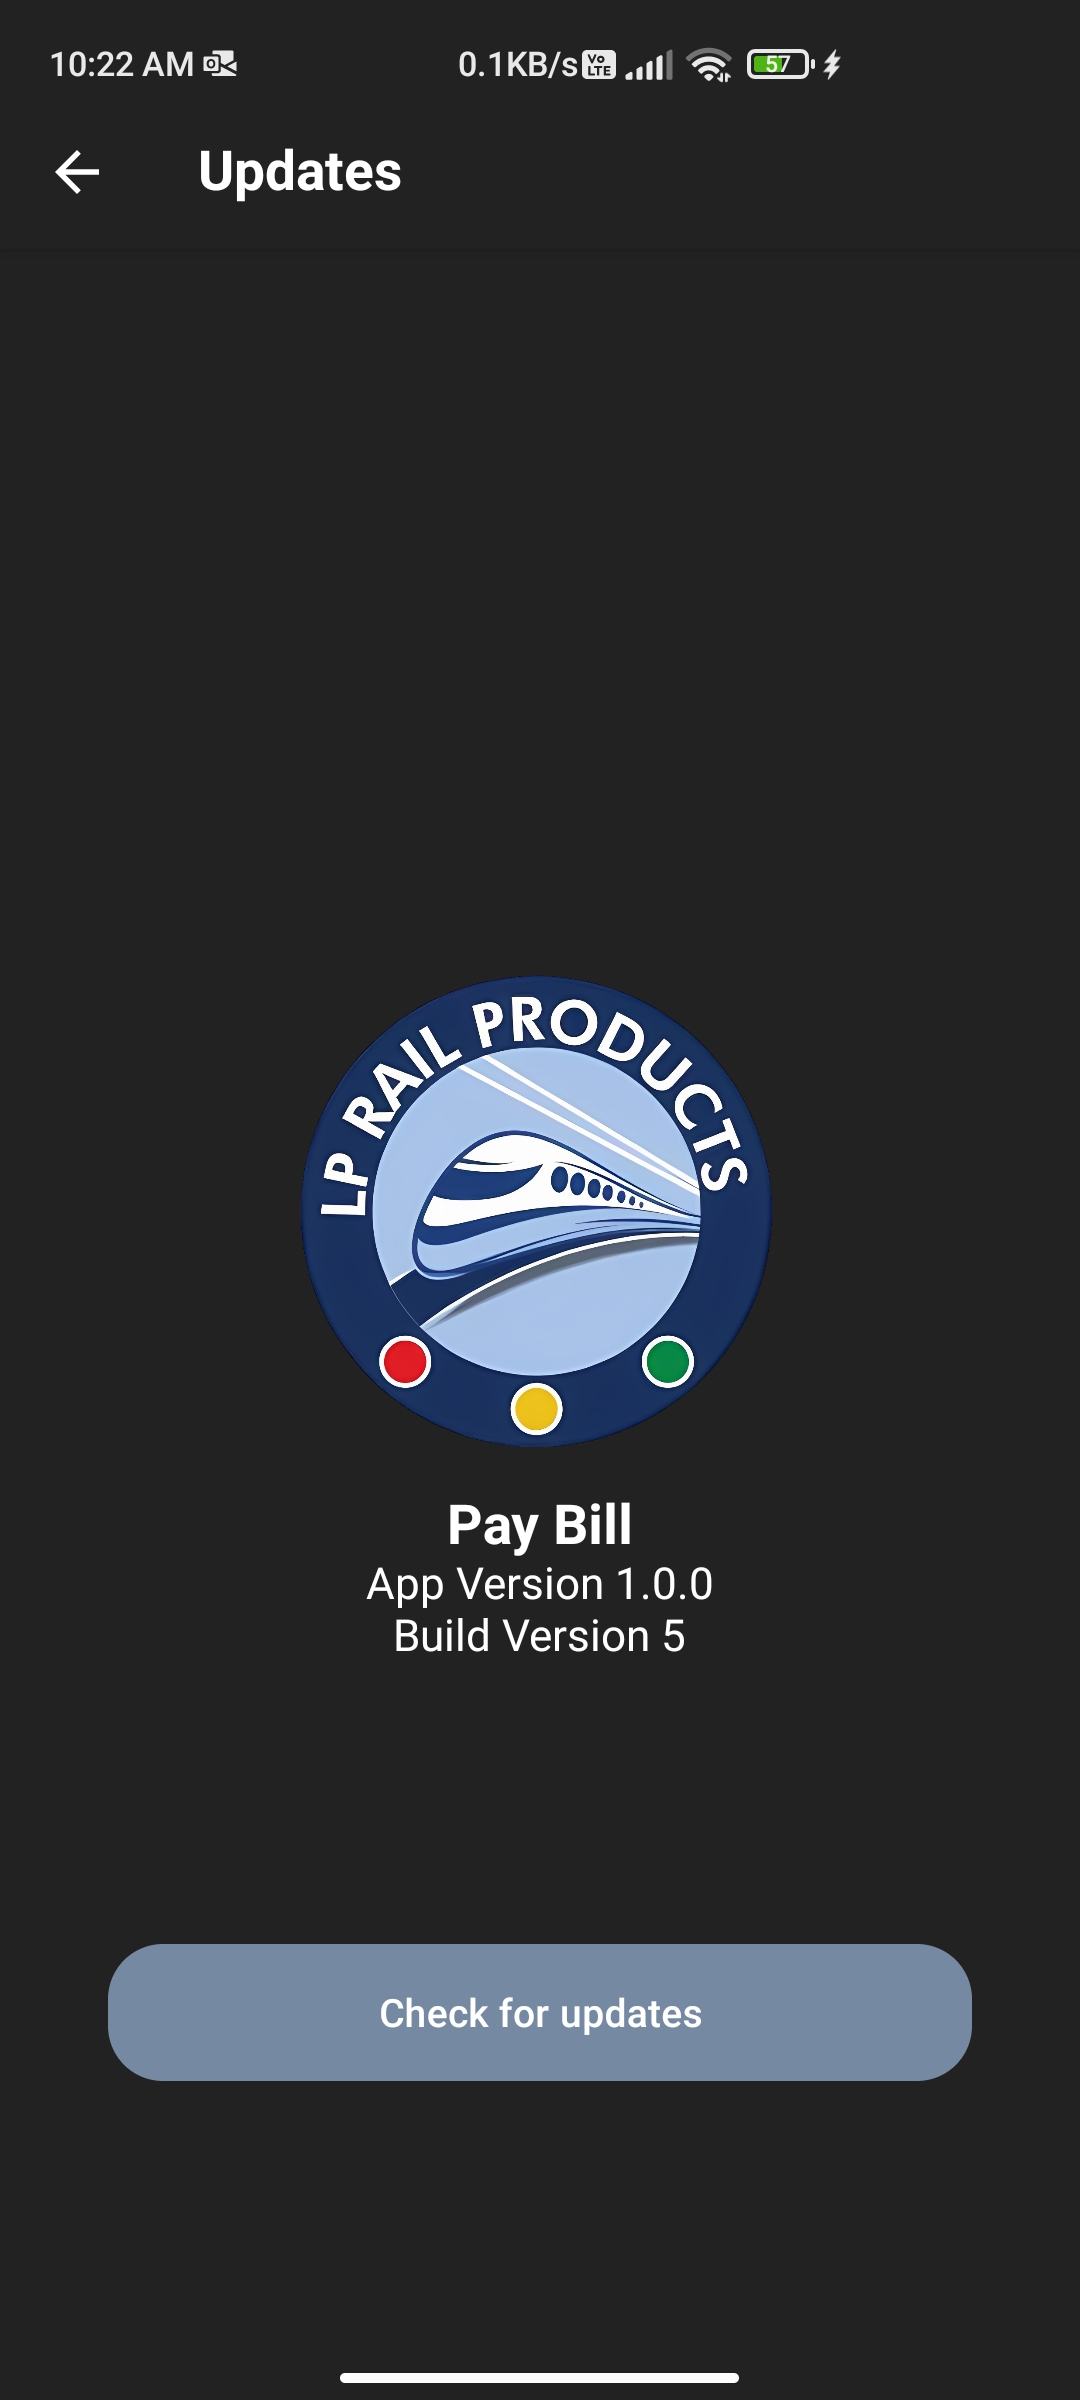 10:22 AM 0.1KB/s Vo LTE 57
Updates
LP RAIL PRODUCTS
Pay Bill
App Version 1.0.0
Build Version 5
Check for updates